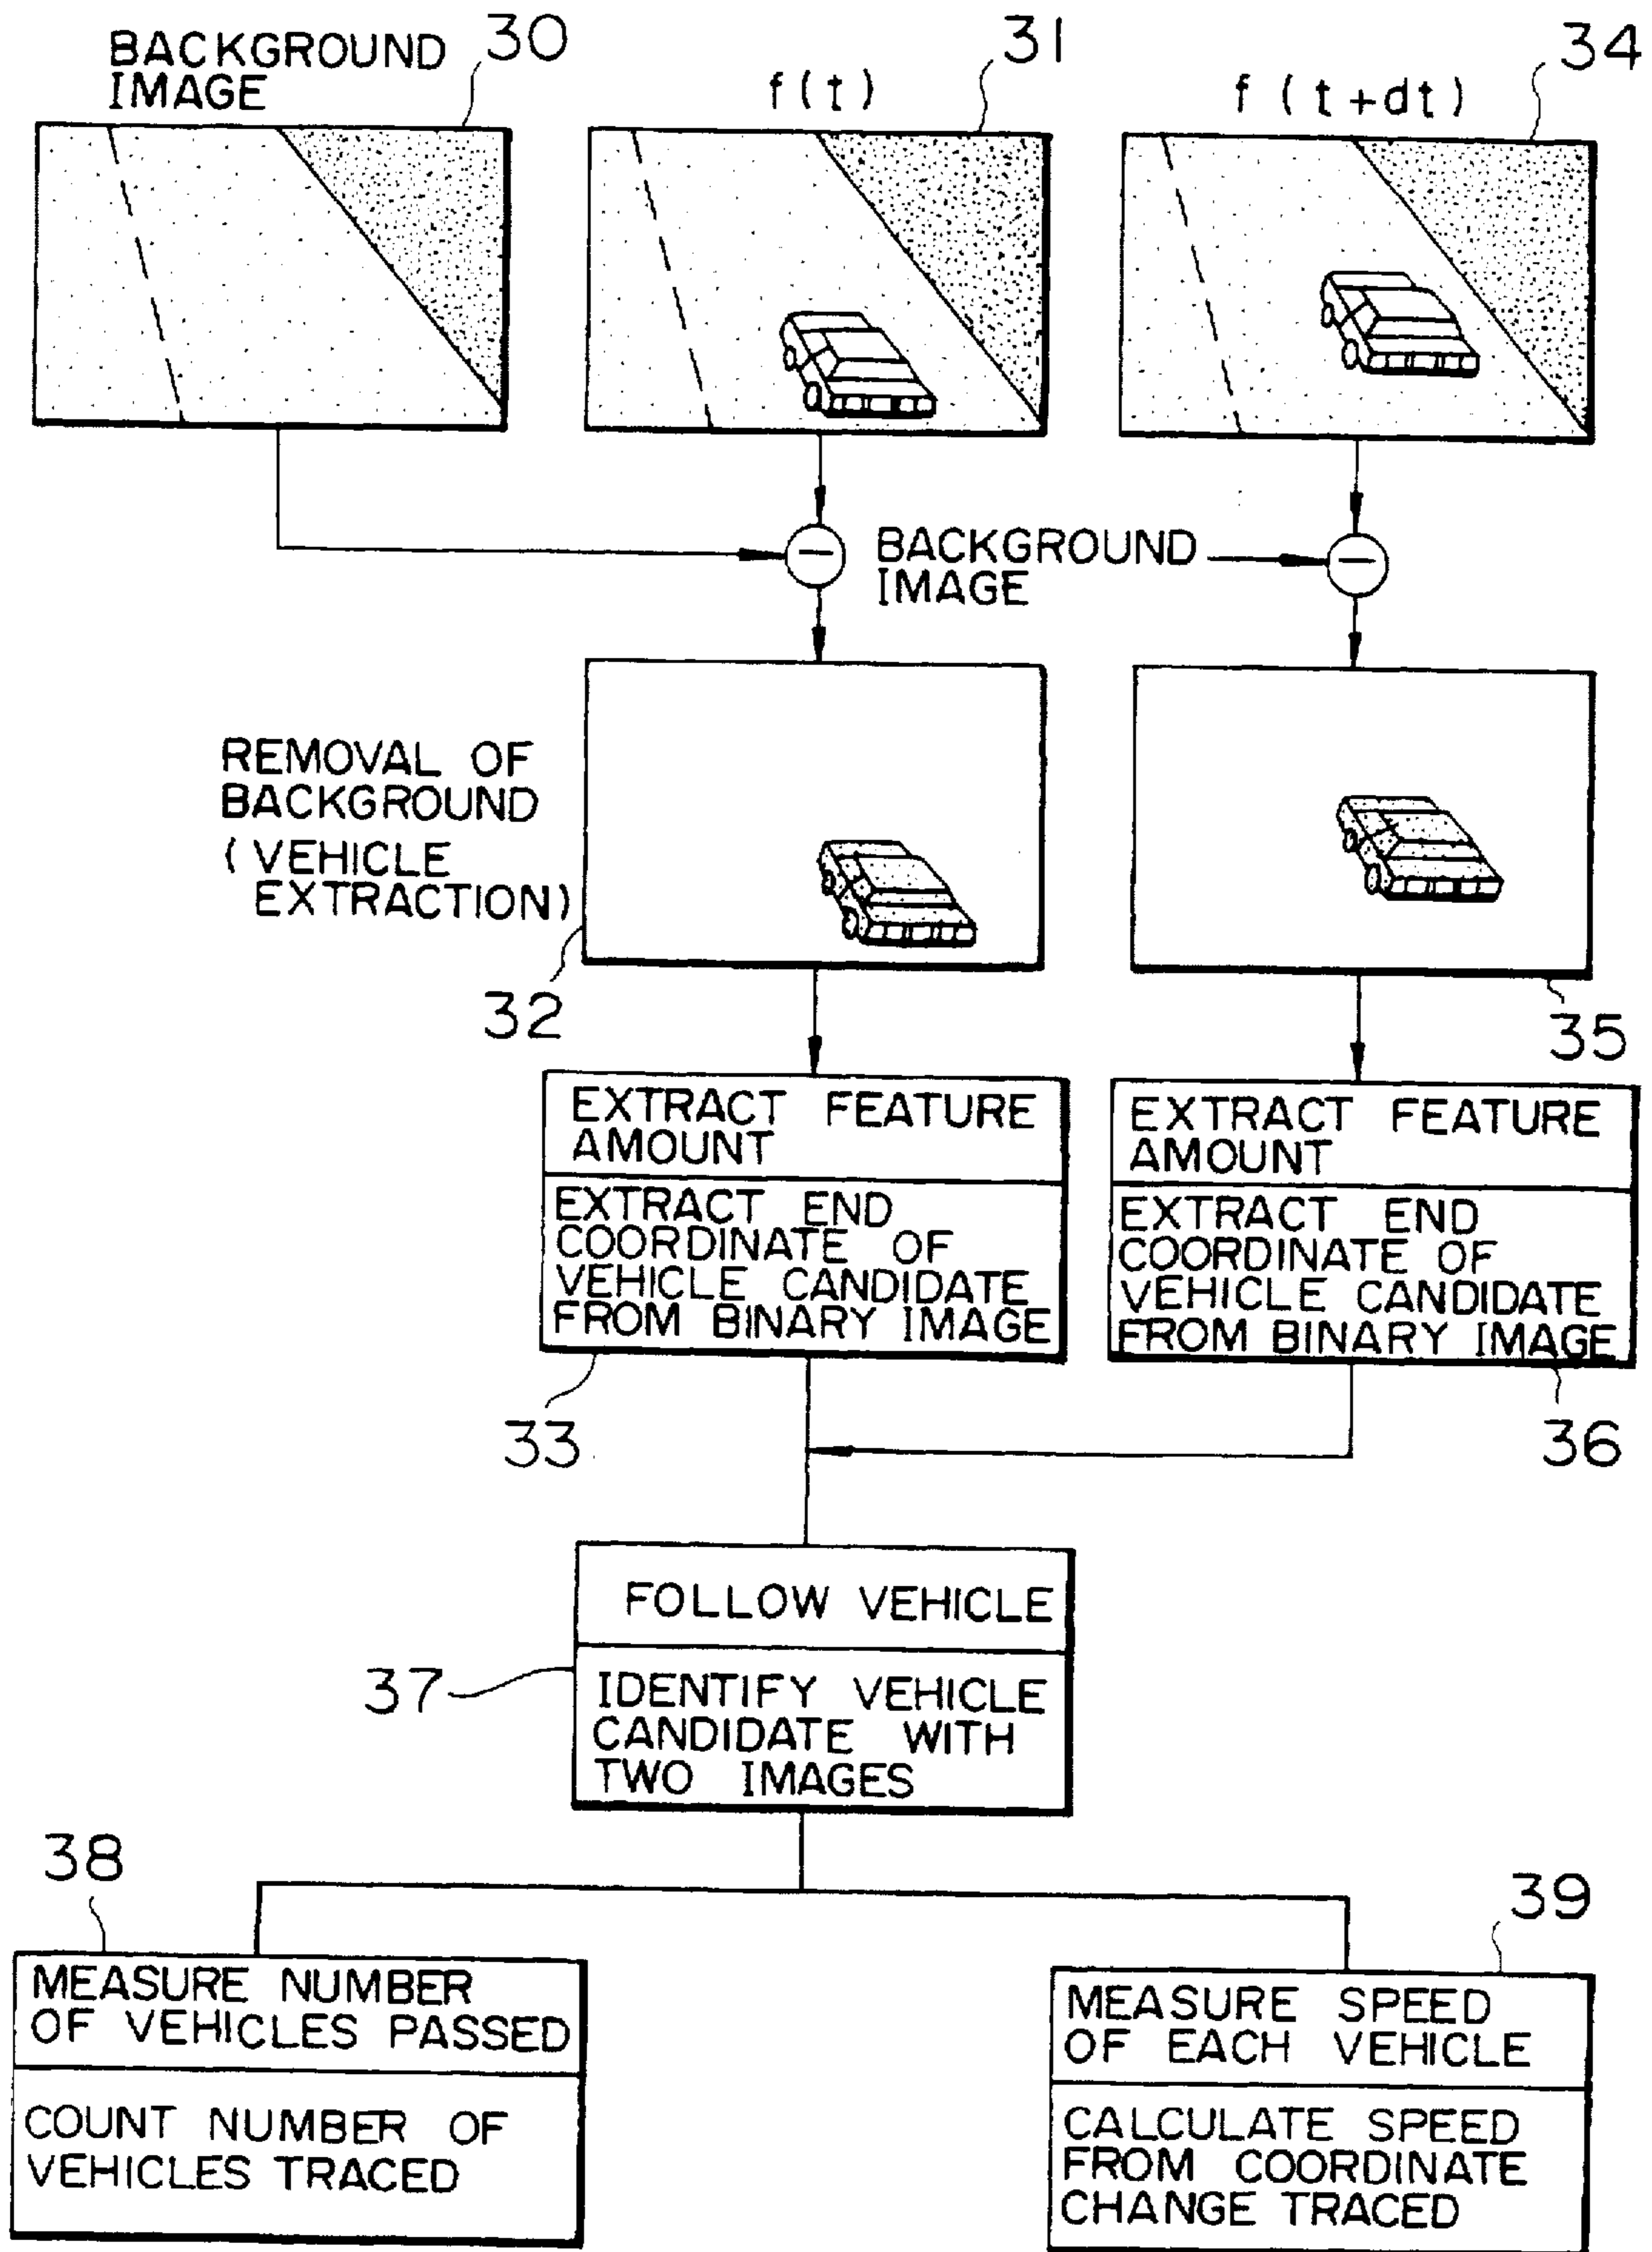 BACKGROUND
IMAGE
30
f(t)
31
f(t+dt)
34
BACKGROUND
IMAGE
REMOVAL OF
BACKGROUND
(VEHICLE
EXTRACTION)
32
35
EXTRACT FEATURE
AMOUNT
EXTRACT END
COORDINATE OF
VEHICLE CANDIDATE
FROM BINARY IMAGE
33
EXTRACT FEATURE
AMOUNT
EXTRACT END
COORDINATE OF
VEHICLE CANDIDATE
FROM BINARY IMAGE
36
FOLLOW VEHICLE
37
IDENTIFY VEHICLE
CANDIDATE WITH
TWO IMAGES
38
MEASURE NUMBER
OF VEHICLES PASSED
COUNT NUMBER OF
VEHICLES TRACED
39
MEASURE SPEED
OF EACH VEHICLE
CALCULATE SPEED
FROM COORDINATE
CHANGE TRACED